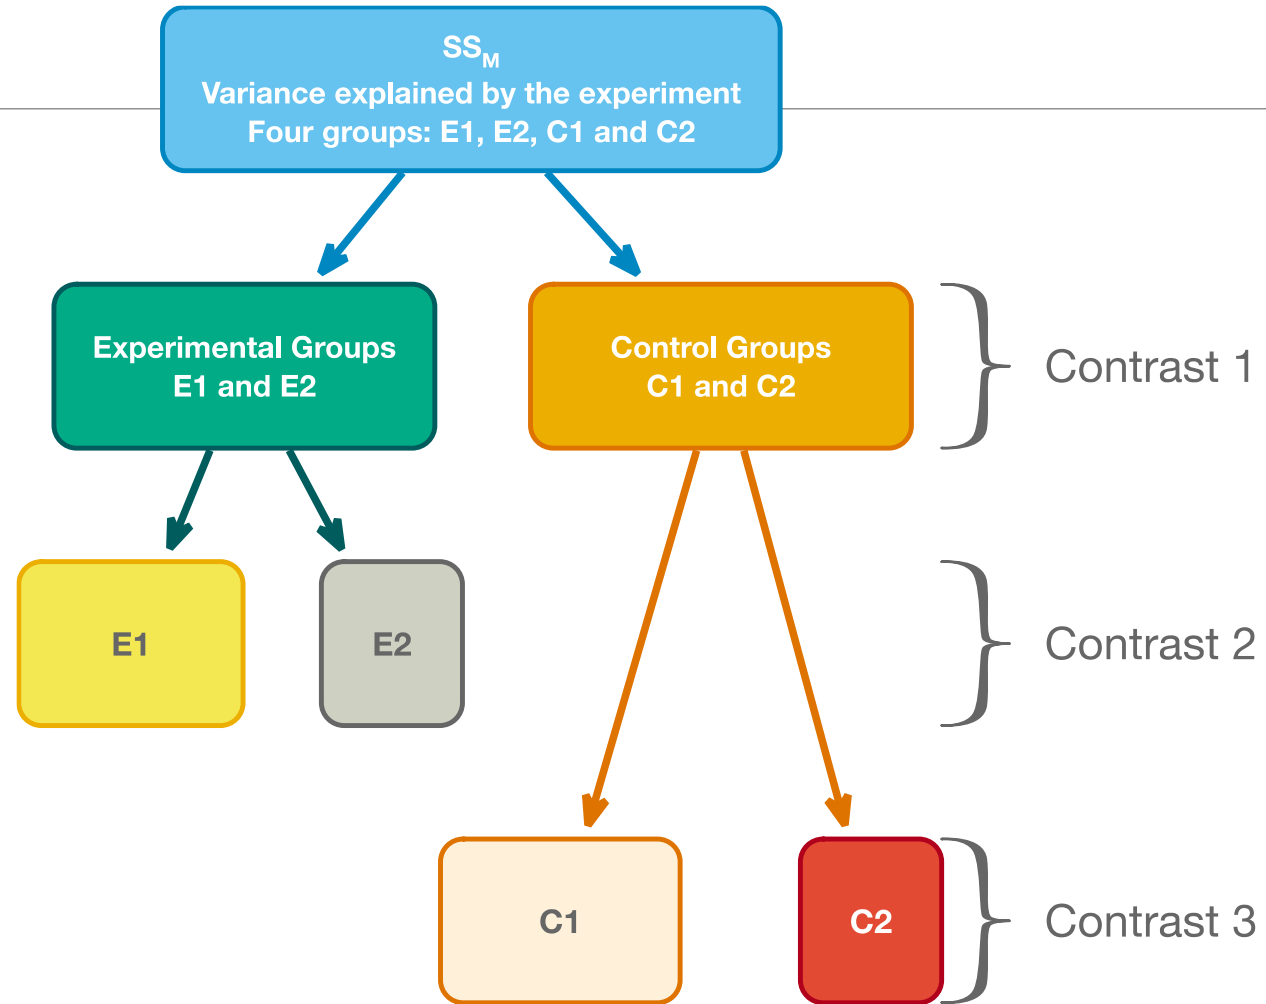 SS_M
Variance explained by the experiment
Four groups: E1, E2, C1 and C2
Experimental Groups
E1 and E2
Control Groups
C1 and C2
Contrast 1
E1
E2
Contrast 2
C1
C2
Contrast 3